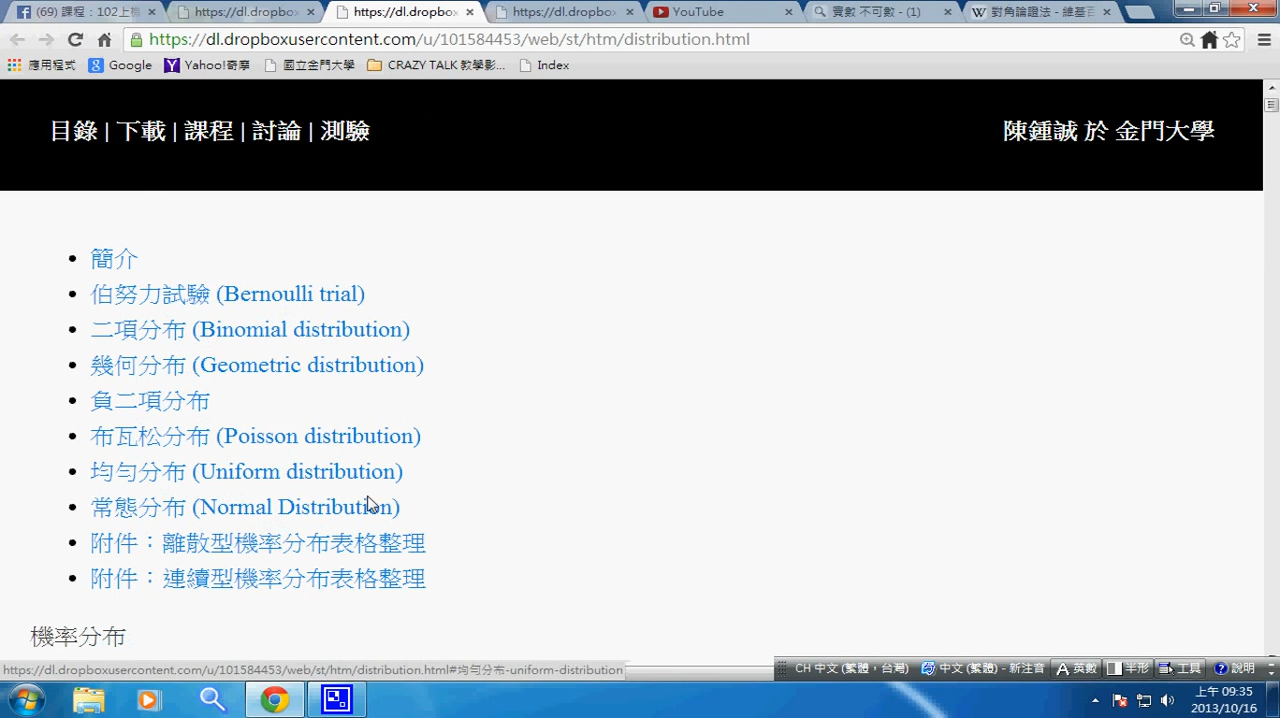 (69) 課程：102上機
https://dl.dropbox
https://dl.dropbox
https://dl.dropbox
YouTube
實數 不可數 - (1)
對角論證法 - 維基百
https://dl.dropboxusercontent.com/u/101584453/web/st/htm/distribution.html
應用程式
Google
Yahoo!奇摩
國立金門大學
CRAZY TALK 教學影...
Index
目錄 | 下載 | 課程 | 討論 | 測驗
陳鍾誠 於 金門大學
簡介
伯努力試驗 (Bernoulli trial)
二項分布 (Binomial distribution)
幾何分布 (Geometric distribution)
負二項分布
布瓦松分布 (Poisson distribution)
均勻分布 (Uniform distribution)
常態分布 (Normal Distribution)
附件：離散型機率分布表格整理
附件：連續型機率分布表格整理
機率分布
https://dl.dropboxusercontent.com/u/101584453/web/st/htm/distribution.html#均勻分布-uniform-distribution
CH 中文 (繁體，台灣)
中文 (繁體) - 新注音
A 英數
半形
工具
說明
上午 09:35
2013/10/16